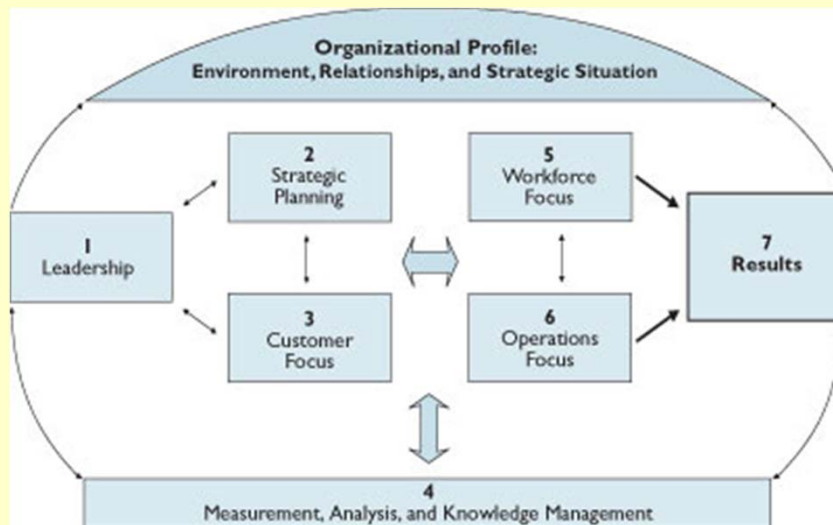 Organizational Profile:
Environment, Relationships, and Strategic Situation
2
Strategic
Planning
5
Workforce
Focus
1
Leadership
7
Results
3
Customer
Focus
6
Operations
Focus
4
Measurement, Analysis, and Knowledge Management